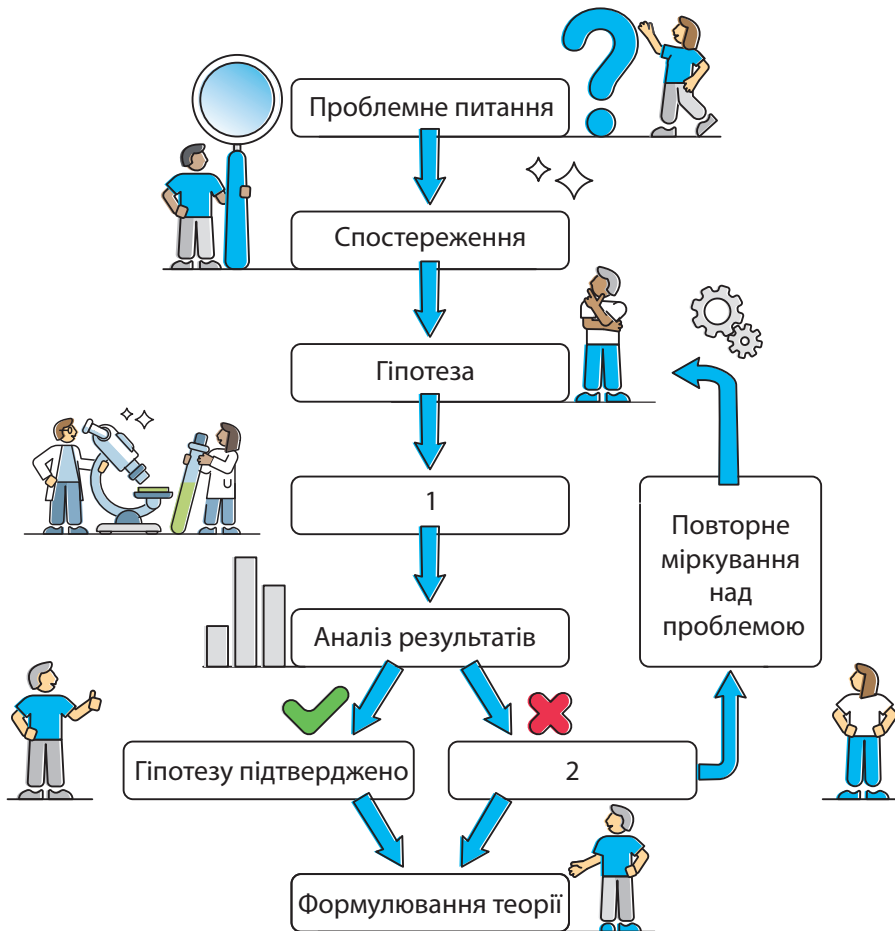 Проблемне питання
Спостереження
Гіпотеза
1
Повторне
міркування
над
проблемою
Аналіз результатів
Гіпотезу підтверджено
2
Формулювання теорії